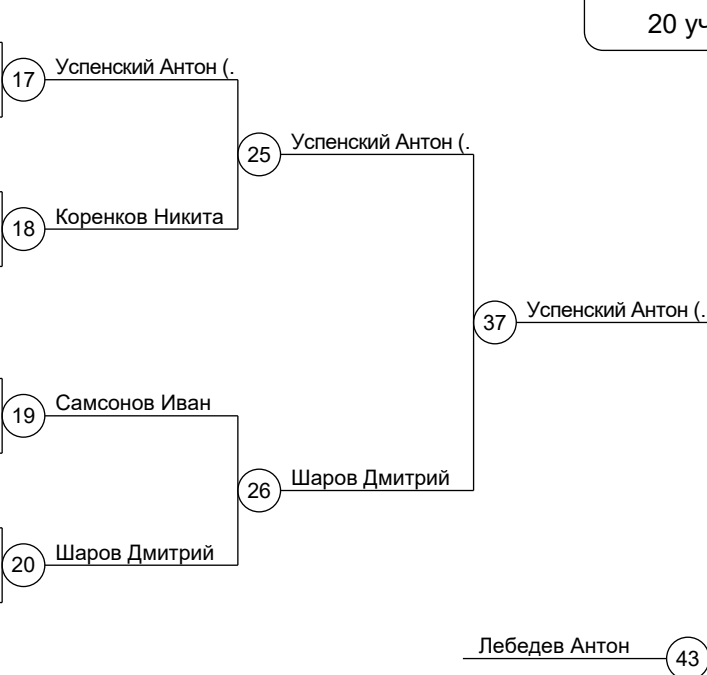 20 уч
17 Успенский Антон (.
25 Успенский Антон (.
18 Коренков Никита
37 Успенский Антон (.
19 Самсонов Иван
26 Шаров Дмитрий
20 Шаров Дмитрий
Лебедев Антон 43